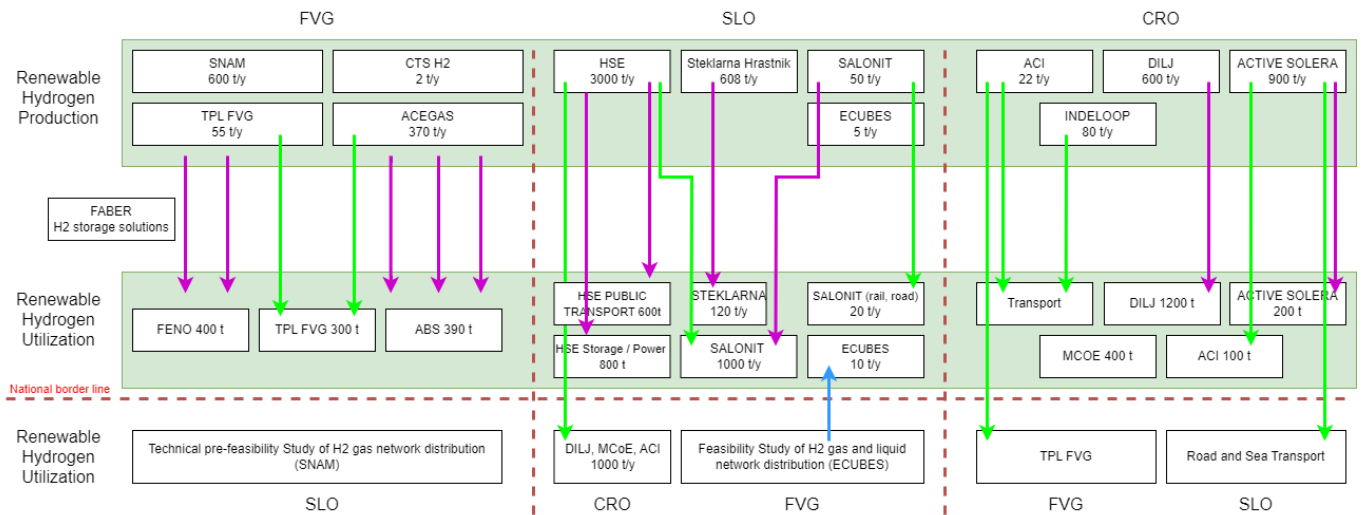 FVG
SLO
CRO
Renewable
Hydrogen
Production
SNAM
600 t/y
CTS H2
2 t/y
TPL FVG
55 t/y
ACEGAS
370 t/y
HSE
3000 t/y
Steklarna Hrastnik
608 t/y
SALONIT
50 t/y
ECUBES
5 t/y
ACI
22 t/y
DILJ
600 t/y
ACTIVE SOLERA
900 t/y
INDELOOP
80 t/y
FABER
H2 storage solutions
Renewable
Hydrogen
Utilization
FENO 400 t
TPL FVG 300 t
ABS 390 t
HSE PUBLIC
TRANSPORT 600t
STEKLARNA
120 t/y
SALONIT (rail, road)
20 t/y
HSE Storage / Power
800 t
SALONIT
1000 t/y
ECUBES
10 t/y
Transport
DILJ 1200 t
ACTIVE SOLERA
200 t
MCOE 400 t
ACI 100 t
National border line
Renewable
Hydrogen
Utilization
Technical pre-feasibility Study of H2 gas network distribution
(SNAM)
DILJ, MCoE, ACI
1000 t/y
Feasibility Study of H2 gas and liquid
network distribution (ECUBES)
TPL FVG
Road and Sea Transport
SLO
CRO
FVG
FVG
SLO